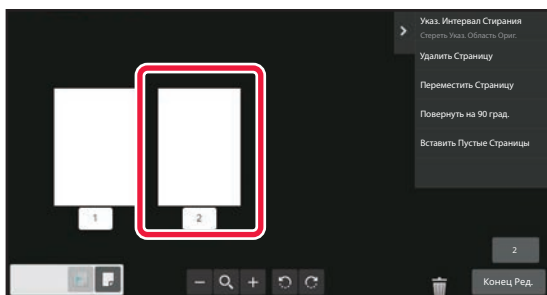 Указ. Интервал Стирания
Стереть Указ. Область Ориг.
Удалить Страницу
Переместить Страницу
Повернуть на 90 град.
Вставить Пустые Страницы
1
2
2
Конец Ред.